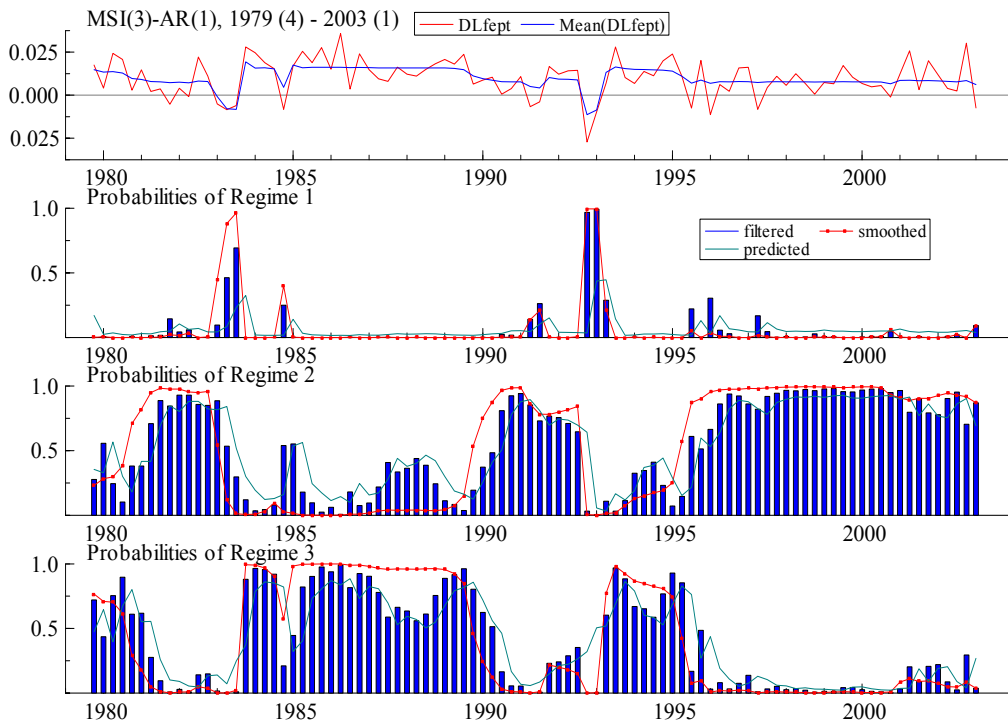 MSI(3)-AR(1), 1979 (4) - 2003 (1)
DLfept Mean(DLfept)
0.025
0.000
0.025
1980 1985 1990 1995 2000
Probabilities of Regime 1
1.0
filtered smoothed
predicted
0.5
1980 1985 1990 1995 2000
Probabilities of Regime 2
1.0
0.5
1980 1985 1990 1995 2000
Probabilities of Regime 3
1.0
0.5
1980 1985 1990 1995 2000